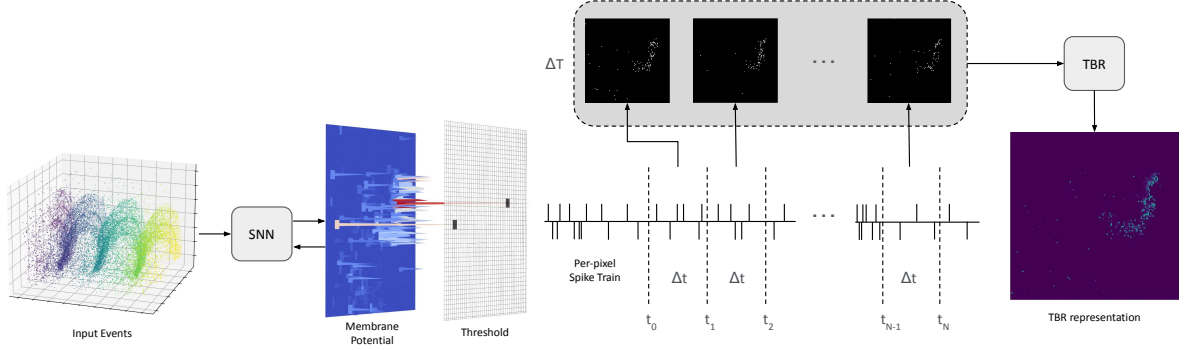 ΔT
. . .
TBR
SNN
. . .
Per-pixel
Spike Train
Δt
Δt
Δt
t0
t1
t2
tN-1
tN
Input Events
Membrane
Potential
Threshold
TBR representation